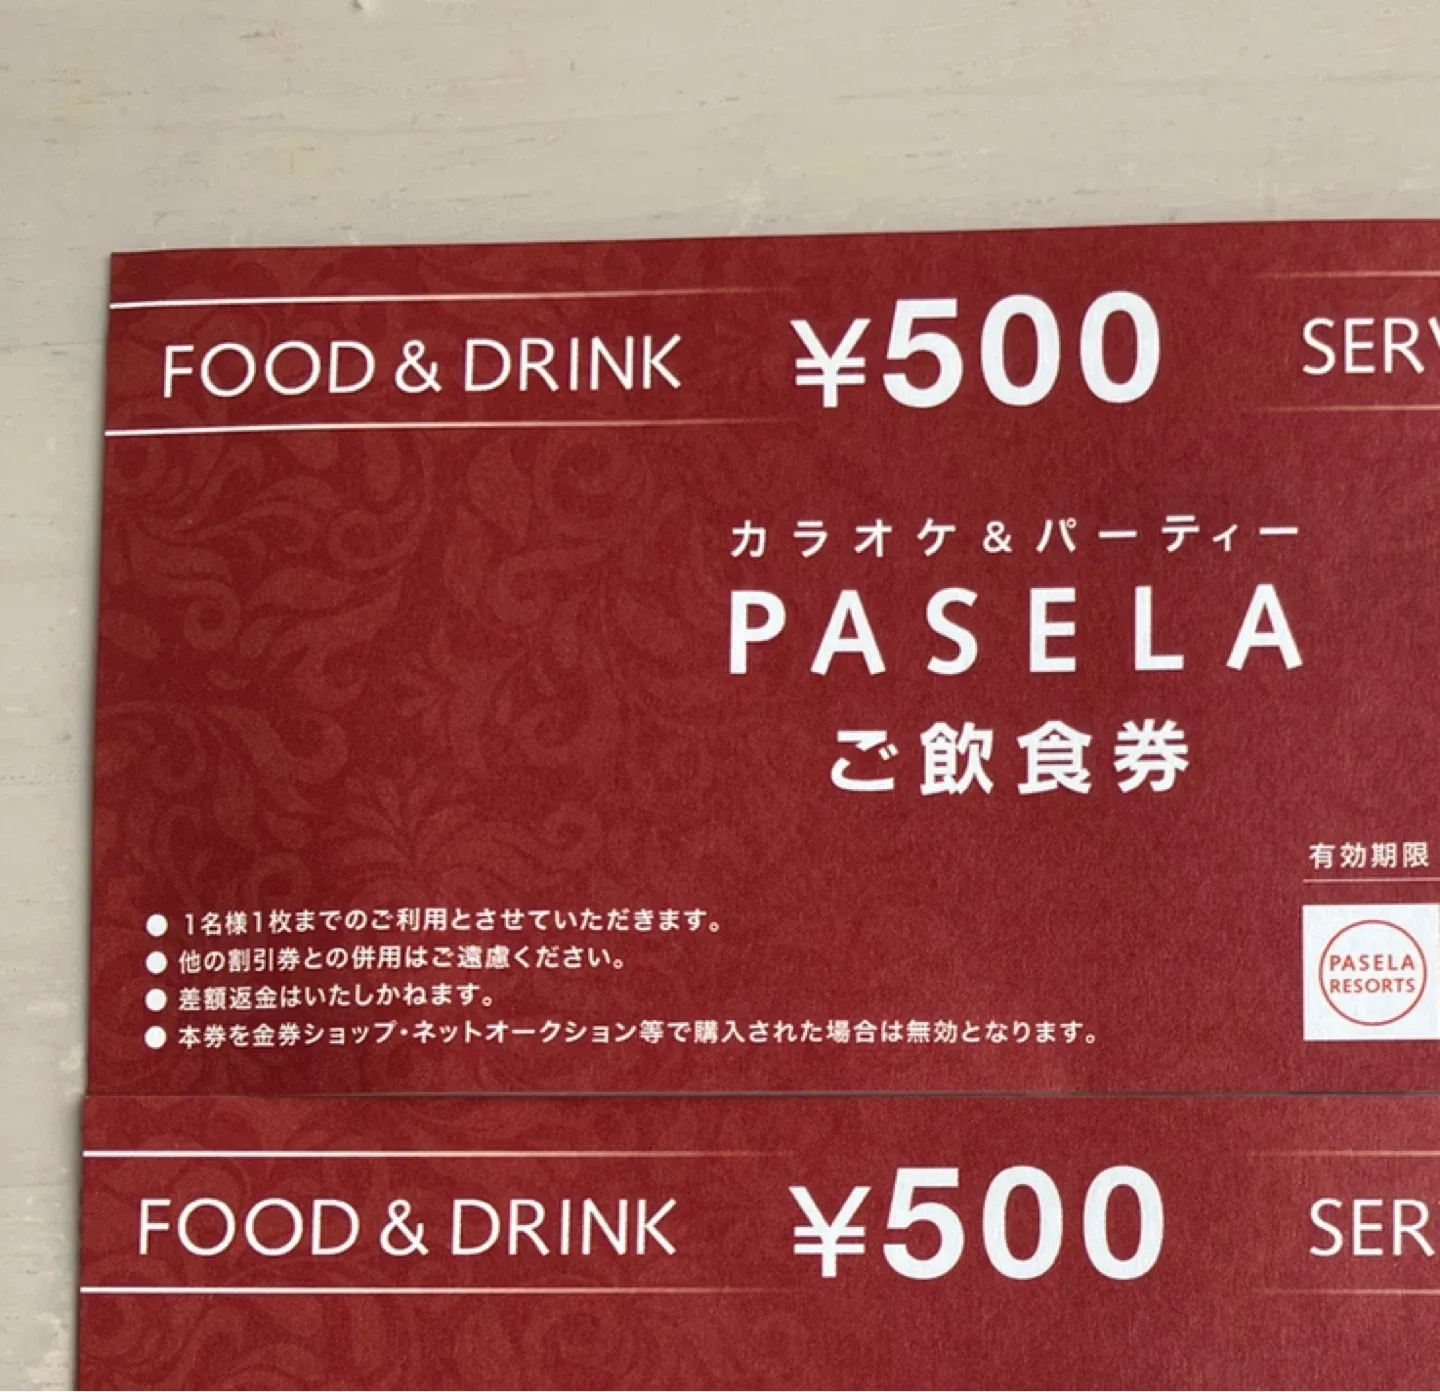 FOOD & DRINK ¥500
カラオケ&パーティー
PASELA
ご飲食券
有効期限
● 1名様1枚までのご利用とさせていただきます。
● 他の割引券との併用はご遠慮ください。
● 差額返金はいたしかねます。
● 本券を金券ショップ・ネットオークション等で購入された場合は無効となります。
PASELA
RESORTS
FOOD & DRINK ¥500